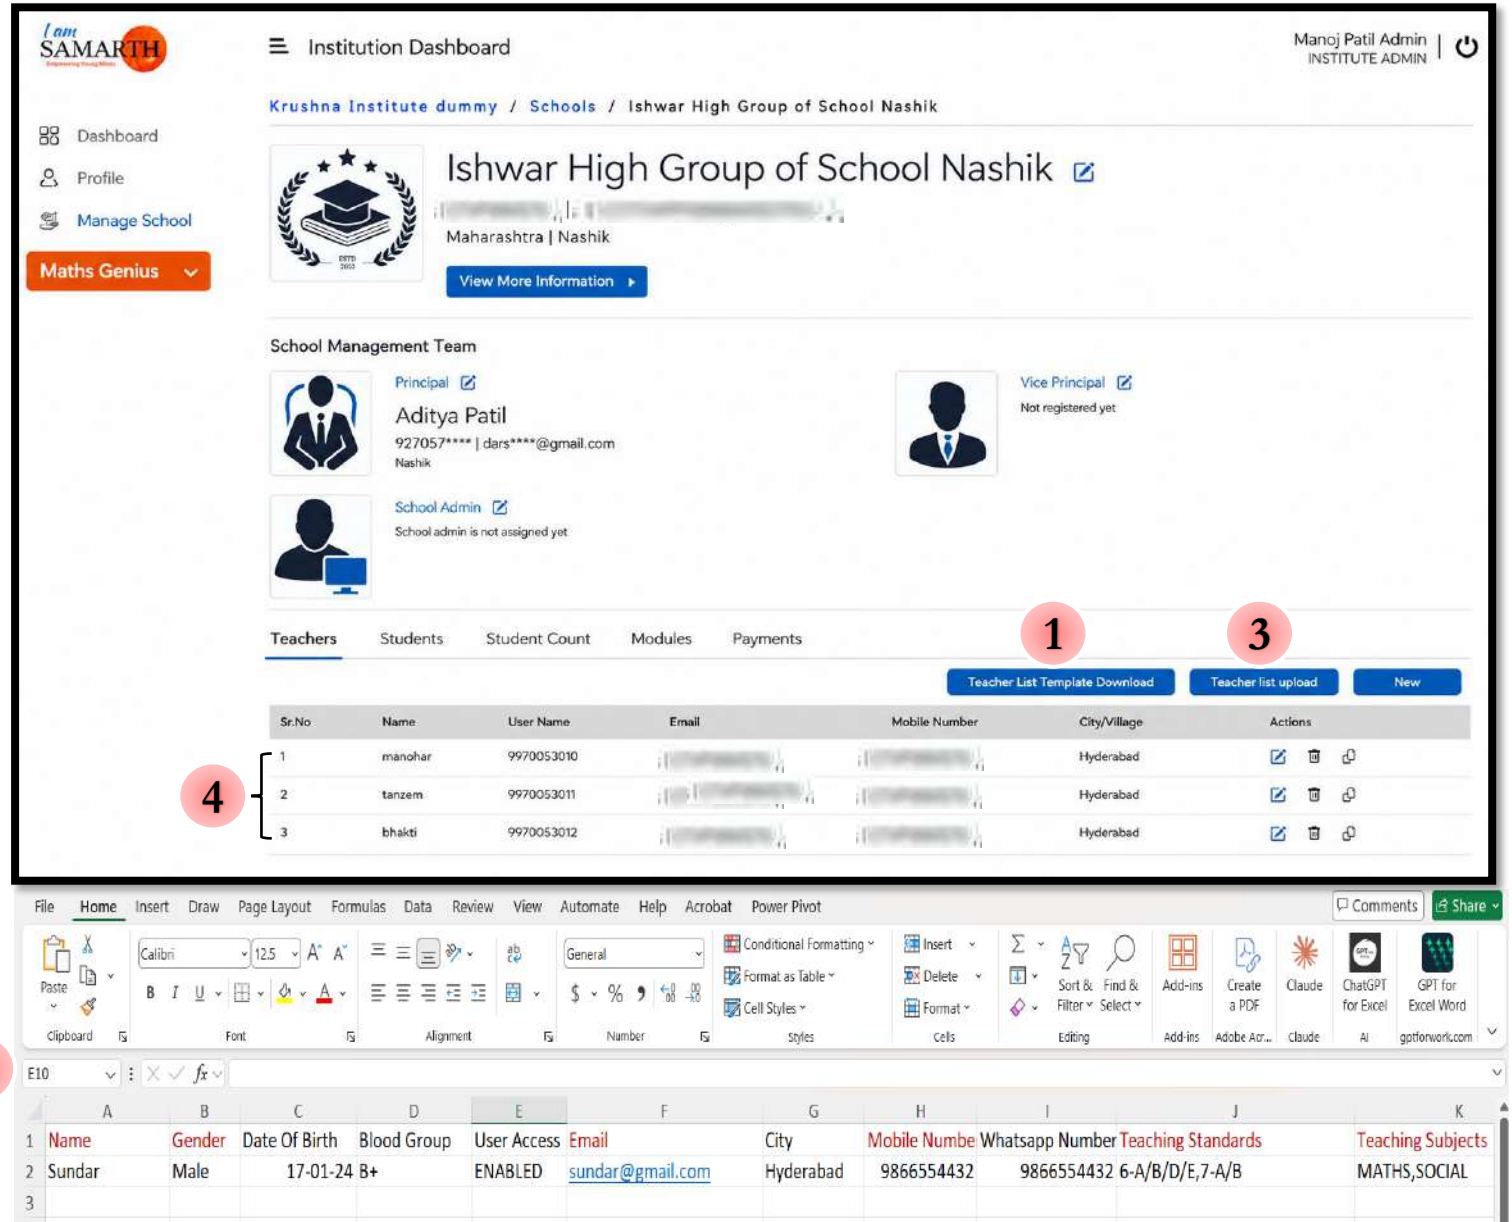 I am
SAMARTH
Empowering Young Minds
Institution Dashboard
Manoj Patil Admin
INSTITUTE ADMIN
Krushna Institute dummy / Schools / Ishwar High Group of School Nashik
Dashboard
Profile
Manage School
Maths Genius
Ishwar High Group of School Nashik
Maharashtra | Nashik
View More Information
School Management Team
Principal
Aditya Patil
927057**** | dars****@gmail.com
Nashik
Vice Principal
Not registered yet
School Admin
School admin is not assigned yet
1
3
Teachers Students Student Count Modules Payments
Teacher List Template Download Teacher list upload New
Sr.No Name User Name Email Mobile Number City/Village Actions
1 manohar 9970053010 Hyderabad
2 tanzem 9970053011 Hyderabad
3 bhakti 9970053012 Hyderabad
4
File Home Insert Draw Page Layout Formulas Data Review View Automate Help Acrobat Power Pivot Comments Share
Paste Calibri 12.5 General Conditional Formatting Format as Table Cell Styles Insert Delete Format Sort & Filter Find & Select Add-ins Create a PDF Claude ChatGPT for Excel GPT for Excel Word
Clipboard Font Alignment Number Styles Cells Editing Add-ins Adobe Acr... Claude AI gptforwork.com
E10 fx
A B C D E F G H I J K
1 Name Gender Date Of Birth Blood Group User Access Email City Mobile Numbe Whatsapp Number Teaching Standards Teaching Subjects
2 Sundar Male 17-01-24 B+ ENABLED sundar@gmail.com Hyderabad 9866554432 9866554432 6-A/B/D/E,7-A/B MATHS,SOCIAL
3